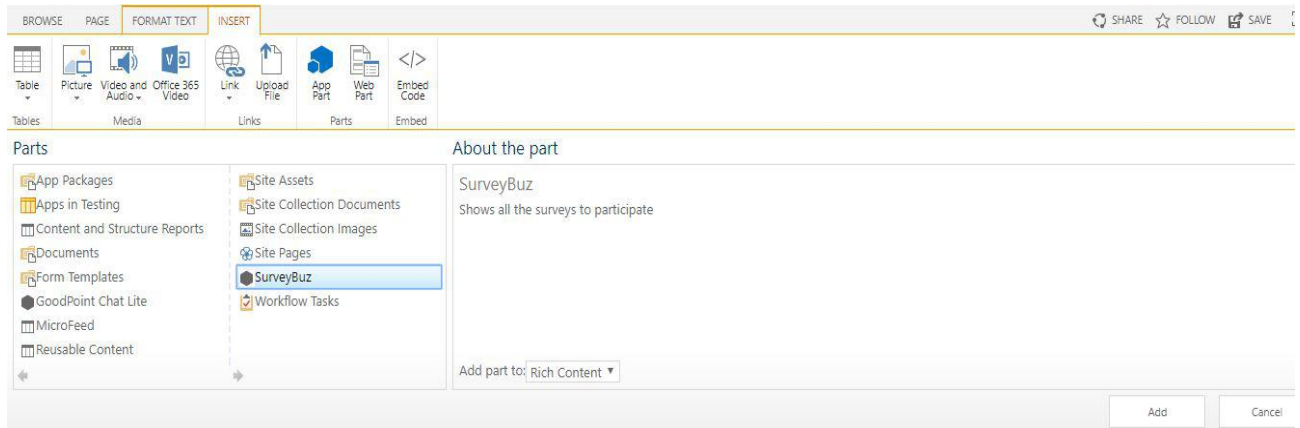 BROWSE PAGE FORMAT TEXT INSERT SHARE FOLLOW SAVE
Table Picture Video and Audio Office 365 Video Link Upload File App Part Web Part Embed Code
Tables Media Links Parts Embed
Parts
App Packages
Apps in Testing
Content and Structure Reports
Documents
Form Templates
GoodPoint Chat Lite
MicroFeed
Reusable Content
Site Assets
Site Collection Documents
Site Collection Images
Site Pages
SurveyBuz
Workflow Tasks
About the part
SurveyBuz
Shows all the surveys to participate
Add part to: Rich Content
Add Cancel